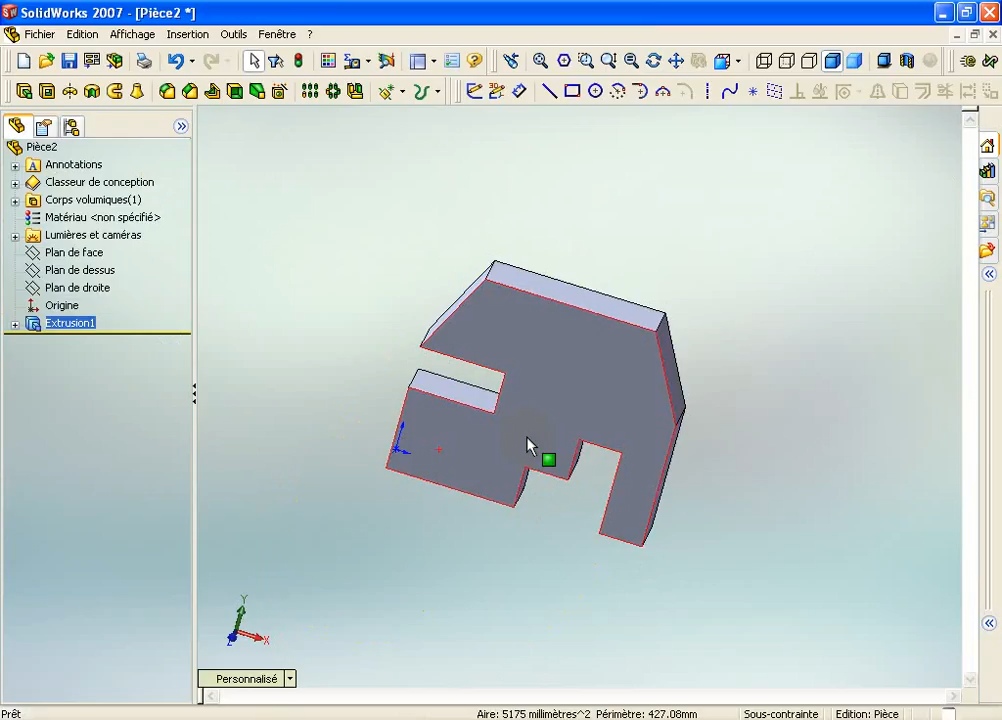 SolidWorks 2007 - [Pièce2 *]
Fichier Edition Affichage Insertion Outils Fenêtre ?
Pièce2
Annotations
Classeur de conception
Corps volumiques(1)
Matériau <non spécifié>
Lumières et caméras
Plan de face
Plan de dessus
Plan de droite
Origine
Extrusion1
Y
X
Z
Personnalisé
Prêt Aire: 5175 millimètres^2 Périmètre: 427.08mm Sous-contrainte Edition: Pièce